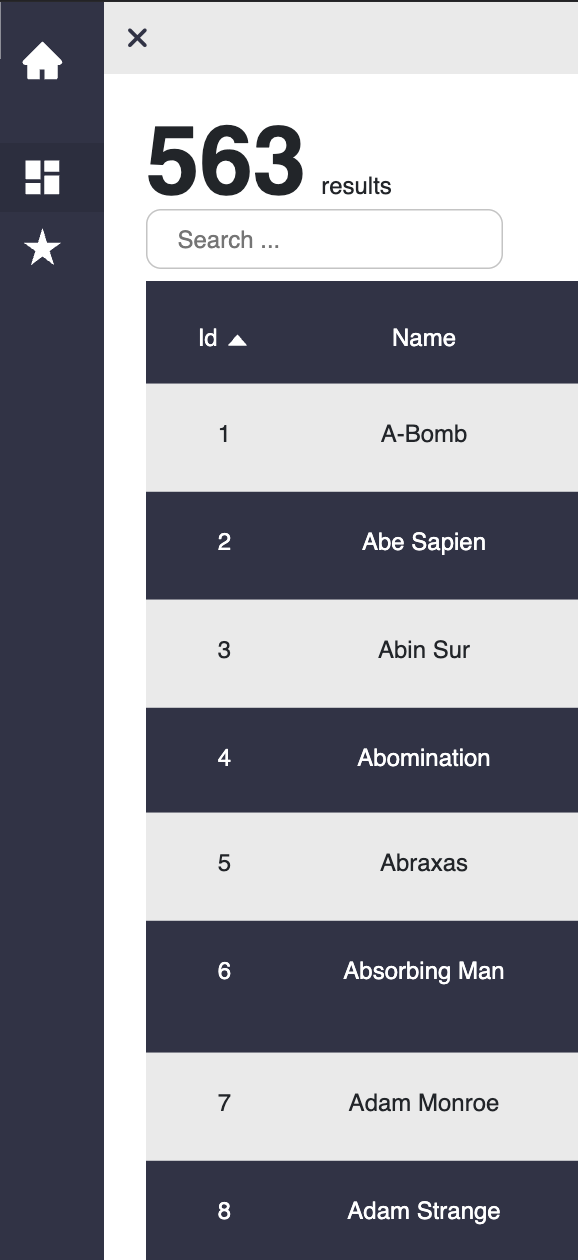 563 results
Search ...
Id Name
1 A-Bomb
2 Abe Sapien
3 Abin Sur
4 Abomination
5 Abraxas
6 Absorbing Man
7 Adam Monroe
8 Adam Strange